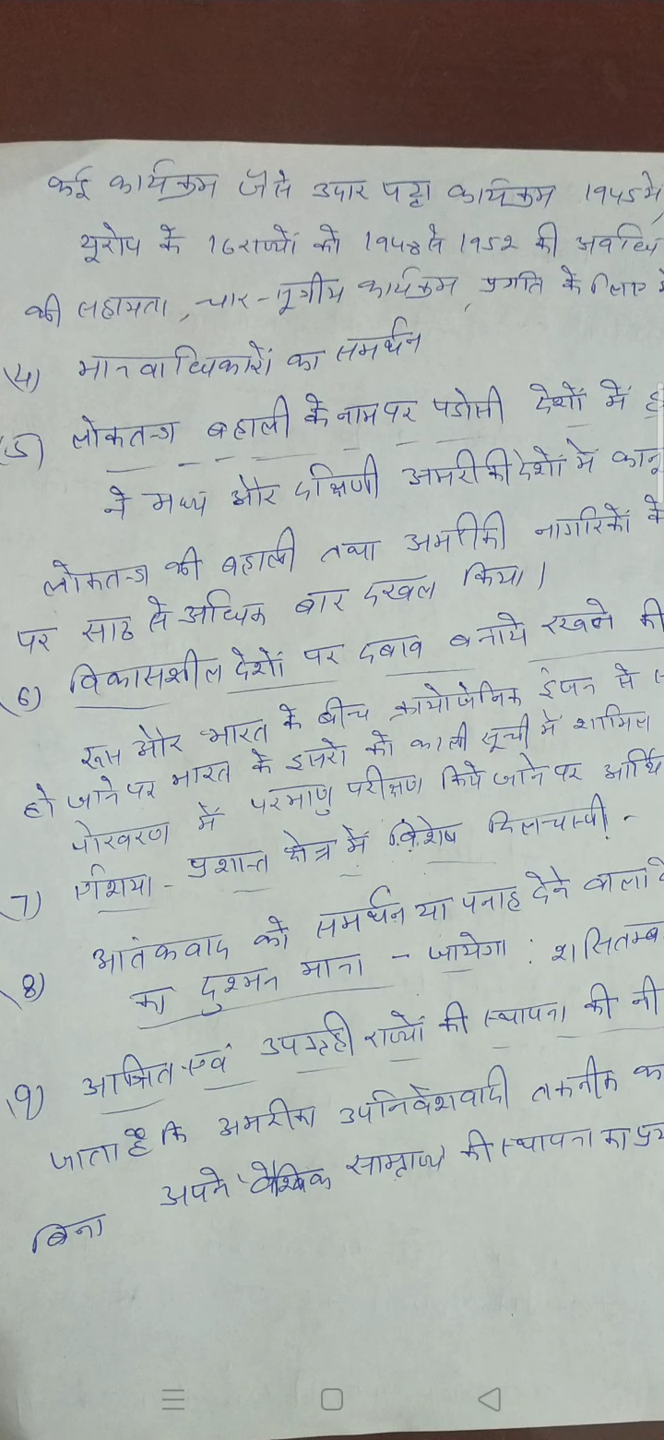 कई कार्यक्रम जैसे उधार पट्टा कार्यक्रम 1945 में
यूरोप के 16 राज्यों को 1948 से 1952 की अवधि
की सहायता, चार-सूत्रीय कार्यक्रम, प्रगति के लिए
(4) मानवाधिकारों का समर्थन
(5) लोकतन्त्र बहाली के नाम पर पडोसी देशों में
ने मध्य और दक्षिणी अमरीकी देशों में कानू
लोकतन्त्र की बहाली तथा अमरीकी नागरिकों के
पर साठ से अधिक बार दखल किया।
(6) विकासशील देशों पर दबाव बनाये रखने की
रूस और भारत के बीच क्रायोजेनिक इंजन से
हो जाने पर भारत के इसरो को काली सूची में शामिल
पोखरण में परमाणु परीक्षण किये जाने पर आर्थि
7) एशिया - प्रशान्त क्षेत्र में विशेष दिलचस्पी -
(8) आतंकवाद को समर्थन या पनाह देने वाला
का दुश्मन माना - जायेगा : सितम्ब
9) आश्रित एवं उपग्रही राज्यों की स्थापना की नी
जाता है कि अमरीका उपनिवेशवादी तकनीक का
बिना अपने वैश्विक साम्राज्य की स्थापना का प्र